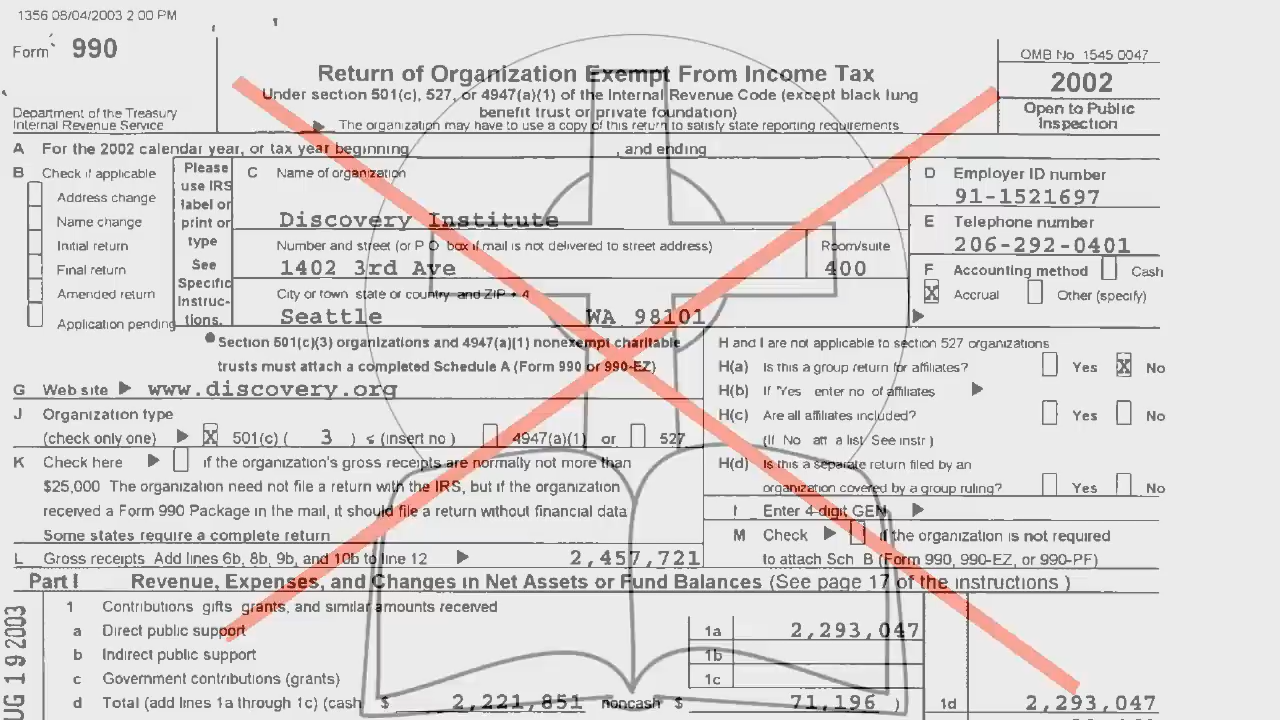 1356 08/04/2003 2 00 PM
Form 990
Return of Organization Exempt From Income Tax
Under section 501(c), 527, or 4947(a)(1) of the Internal Revenue Code (except black lung
benefit trust or private foundation)
Department of the Treasury
Internal Revenue Service
▶ The organization may have to use a copy of this return to satisfy state reporting requirements
OMB No 1545 0047
2002
Open to Public
Inspection
A For the 2002 calendar year, or tax year beginning , and ending
B Check if applicable
Address change
Name change
Initial return
Final return
Amended return
Application pending
Please
use IRS
label or
print or
type
See
Specific
Instruc-
tions.
C Name of organization
Discovery Institute
Number and street (or P O box if mail is not delivered to street address)
Room/suite
1402 3rd Ave 400
City or town state or country and ZIP + 4
Seattle WA 98101
D Employer ID number
91-1521697
E Telephone number
206-292-0401
F Accounting method Cash
X Accrual Other (specify)
▶
● Section 501(c)(3) organizations and 4947(a)(1) nonexempt charitable
trusts must attach a completed Schedule A (Form 990 or 990-EZ)
G Web site ▶ www.discovery.org
J Organization type
(check only one) ▶ X 501(c) ( 3 ) ≤ (insert no ) 4947(a)(1) or 527
K Check here ▶ if the organization's gross receipts are normally not more than
$25,000 The organization need not file a return with the IRS, but if the organization
received a Form 990 Package in the mail, it should file a return without financial data
Some states require a complete return
L Gross receipts Add lines 6b, 8b, 9b, and 10b to line 12 ▶ 2,457,721
H and I are not applicable to section 527 organizations
H(a) Is this a group return for affiliates? Yes X No
H(b) If "Yes enter no of affiliates ▶
H(c) Are all affiliates included? Yes No
(If No att a list See instr )
H(d) Is this a separate return filed by an
organization covered by a group ruling? Yes No
I Enter 4-digit GEN ▶
M Check ▶ if the organization is not required
to attach Sch B (Form 990, 990-EZ, or 990-PF)
Part I Revenue, Expenses, and Changes in Net Assets or Fund Balances (See page 17 of the instructions )
1 Contributions gifts grants, and similar amounts received
a Direct public support 1a 2,293,047
b Indirect public support 1b
c Government contributions (grants) 1c
d Total (add lines 1a through 1c) (cash $ 2,221,851 noncash $ 71,196 ) 1d 2,293,047
UG 19 2003